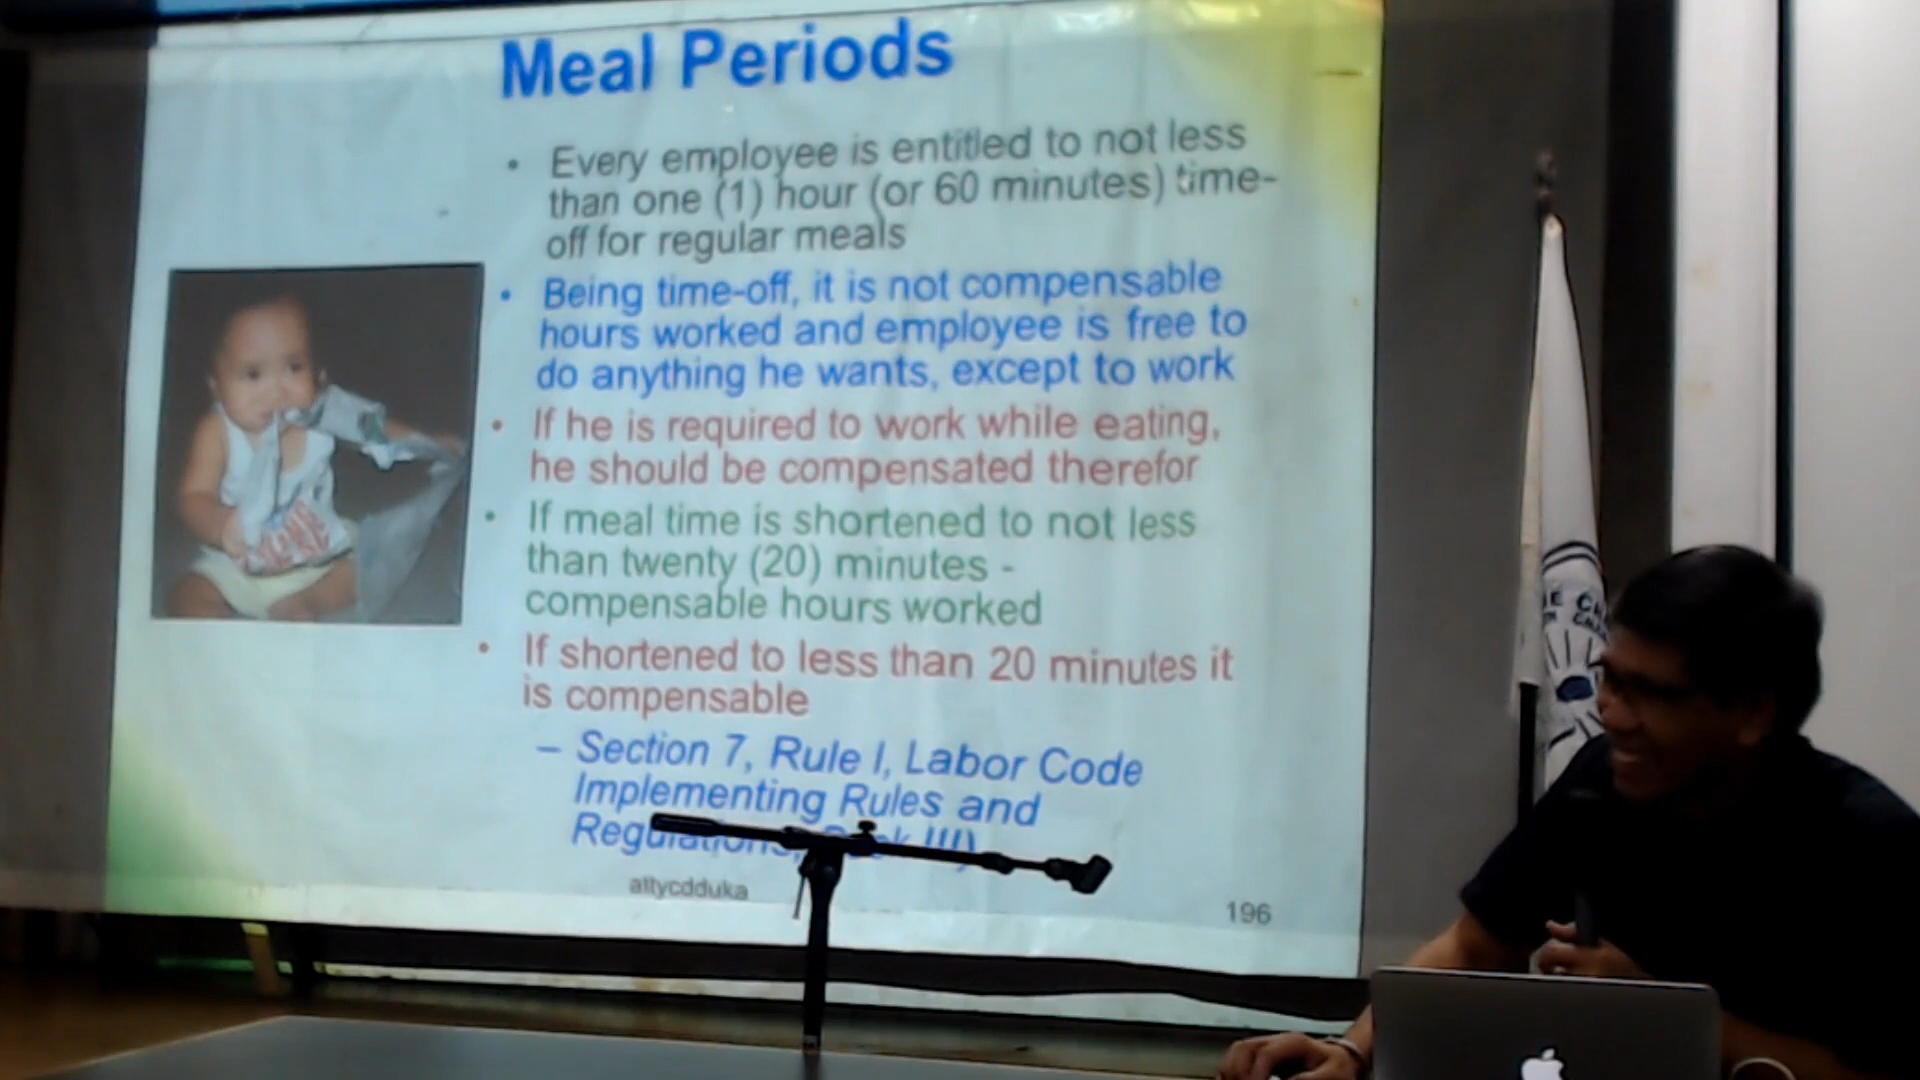 Meal Periods
• Every employee is entitled to not less
than one (1) hour (or 60 minutes) time-
off for regular meals
• Being time-off, it is not compensable
hours worked and employee is free to
do anything he wants, except to work
• If he is required to work while eating,
he should be compensated therefor
• If meal time is shortened to not less
than twenty (20) minutes -
compensable hours worked
• If shortened to less than 20 minutes it
is compensable
– Section 7, Rule I, Labor Code
Implementing Rules and
Regulations, Book III)
attycdduka
196